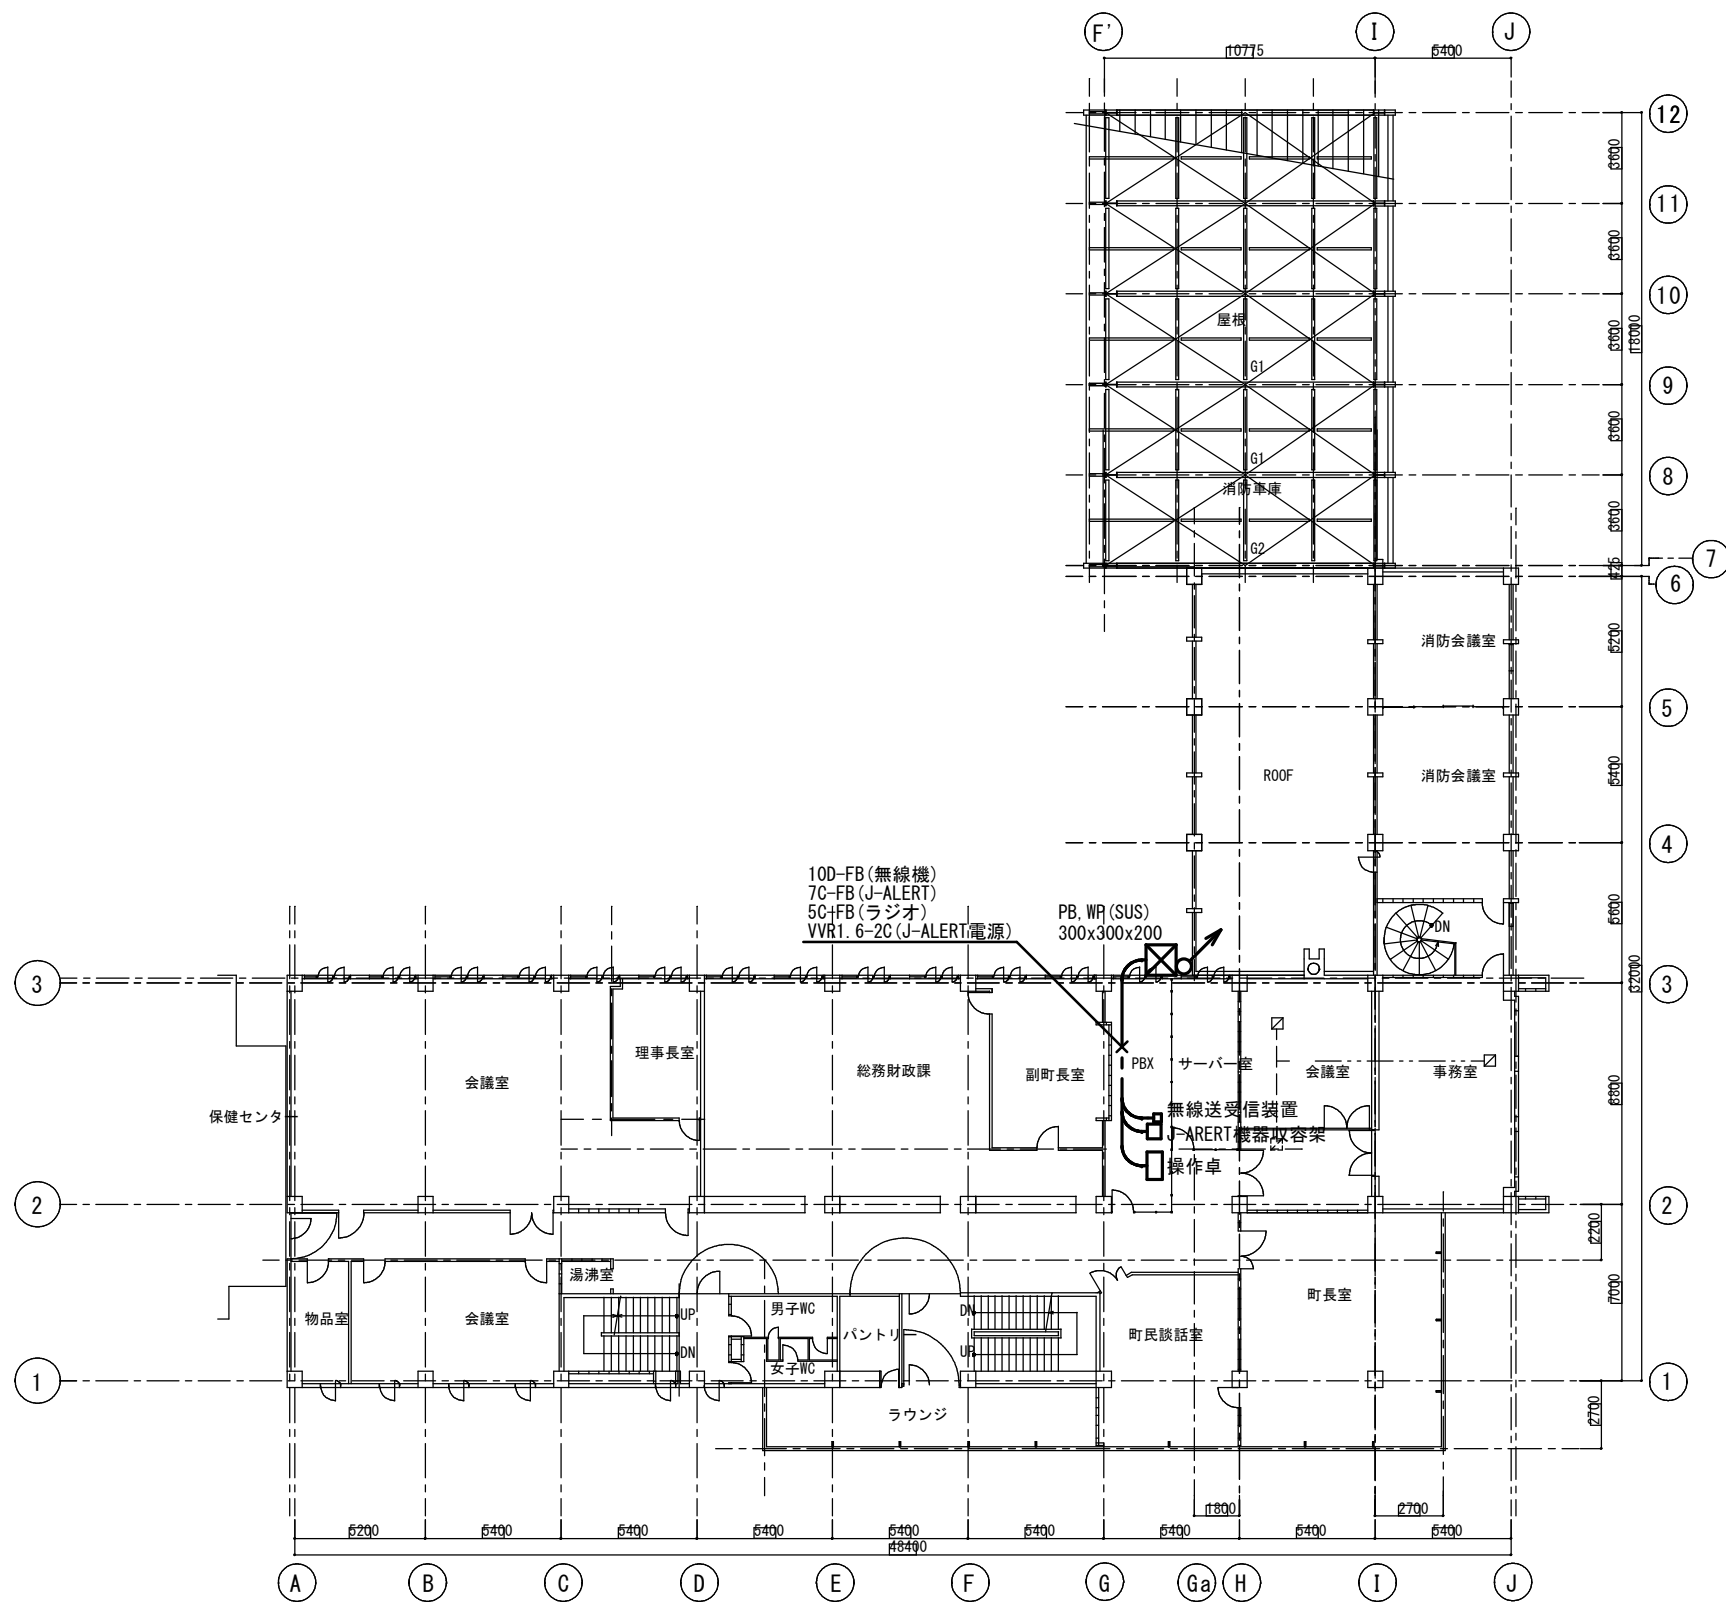 F'
I
J
10775
5400
12
3600
11
3600
10
屋根
3600
18000
G1
9
3600
G1
8
消防車庫
3600
G2
7
425
6
消防会議室
5200
5
ROOF
消防会議室
5400
4
10D-FB(無線機)
7C-FB(J-ALERT)
5C-FB(ラジオ)
VVR1.6-2C(J-ALERT電源)
PB,WP(SUS)
300x300x200
5600
DN
3
3
32000
理事長室
総務財政課
副町長室
PBX
サーバー室
会議室
事務室
会議室
8800
保健センター
無線送受信装置
J-ARERT機器収容架
操作卓
2
2
2200
湯沸室
物品室
会議室
UP
DN
男子WC
女子WC
パントリー
DN
UP
町民談話室
町長室
7000
1
1
ラウンジ
2700
1800
2700
5200
5400
5400
5400
5400
5400
5400
5400
5400
48400
A
B
C
D
E
F
G
Ga
H
I
J